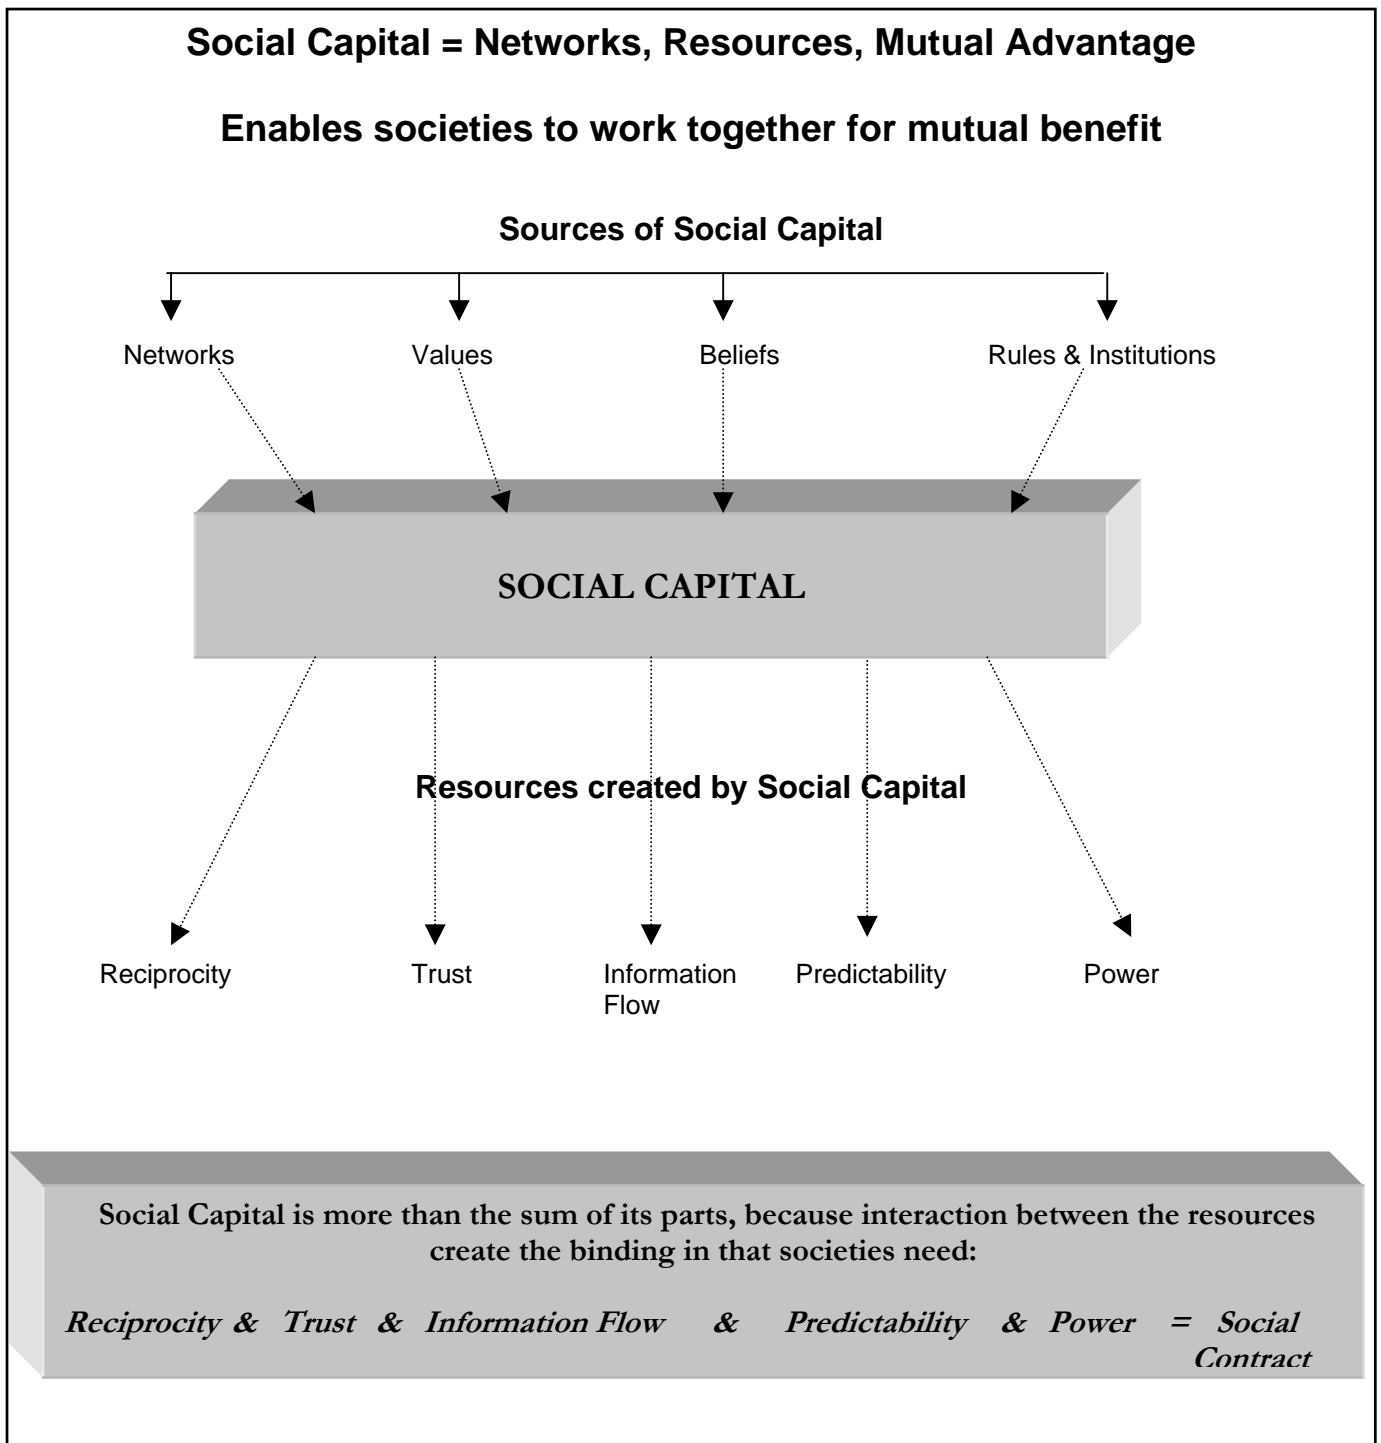 Social Capital = Networks, Resources, Mutual Advantage
Enables societies to work together for mutual benefit
Sources of Social Capital
Networks
Values
Beliefs
Rules & Institutions
SOCIAL CAPITAL
Resources created by Social Capital
Reciprocity
Trust
Information
Flow
Predictability
Power
Social Capital is more than the sum of its parts, because interaction between the resources
create the binding in that societies need:
Reciprocity & Trust & Information Flow & Predictability & Power = Social
Contract